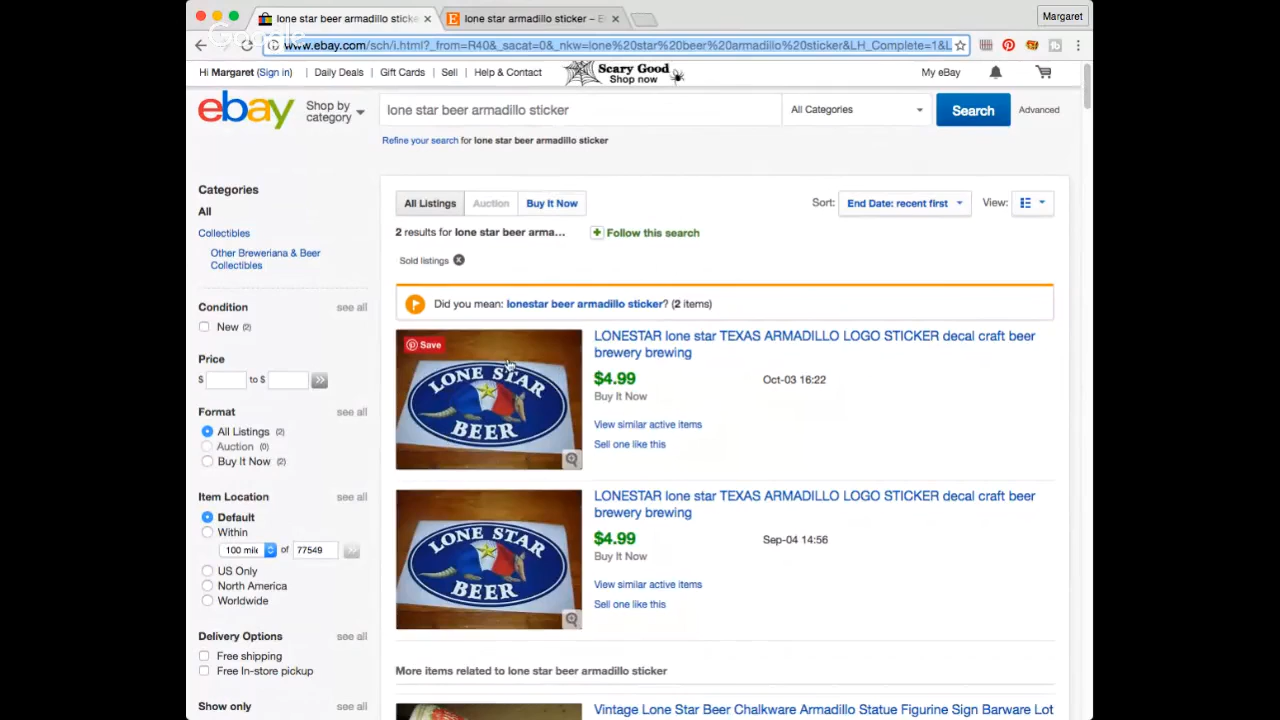 lone star beer armadillo sticke
lone star armadillo sticker – E
Margaret
Google
www.ebay.com/sch/i.html?_from=R40&_sacat=0&_nkw=lone%20star%20beer%20armadillo%20sticker&LH_Complete=1&L
Hi Margaret (Sign in)
Daily Deals
Gift Cards
Sell
Help & Contact
Scary Good
Shop now
My eBay
ebay
Shop by
category
lone star beer armadillo sticker
All Categories
Search
Advanced
Refine your search for lone star beer armadillo sticker
Categories
All
Collectibles
Other Breweriana & Beer
Collectibles
Condition see all
New (2)
Price
$ to $
Format see all
All Listings (2)
Auction (0)
Buy It Now (2)
Item Location see all
Default
Within
100 mile of 77549
US Only
North America
Worldwide
Delivery Options see all
Free shipping
Free In-store pickup
Show only see all
All Listings Auction Buy It Now
Sort: End Date: recent first View:
2 results for lone star beer arma... Follow this search
Sold listings
Did you mean: lonestar beer armadillo sticker? (2 items)
Save
LONE STAR
BEER
LONESTAR lone star TEXAS ARMADILLO LOGO STICKER decal craft beer
brewery brewing
$4.99 Oct-03 16:22
Buy It Now
View similar active items
Sell one like this
LONE STAR
BEER
LONESTAR lone star TEXAS ARMADILLO LOGO STICKER decal craft beer
brewery brewing
$4.99 Sep-04 14:56
Buy It Now
View similar active items
Sell one like this
More items related to lone star beer armadillo sticker
Vintage Lone Star Beer Chalkware Armadillo Statue Figurine Sign Barware Lot